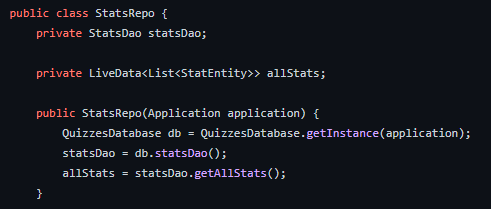 public class StatsRepo {
    private StatsDao statsDao;

    private LiveData<List<StatEntity>> allStats;

    public StatsRepo(Application application) {
        QuizzesDatabase db = QuizzesDatabase.getInstance(application);
        statsDao = db.statsDao();
        allStats = statsDao.getAllStats();
    }